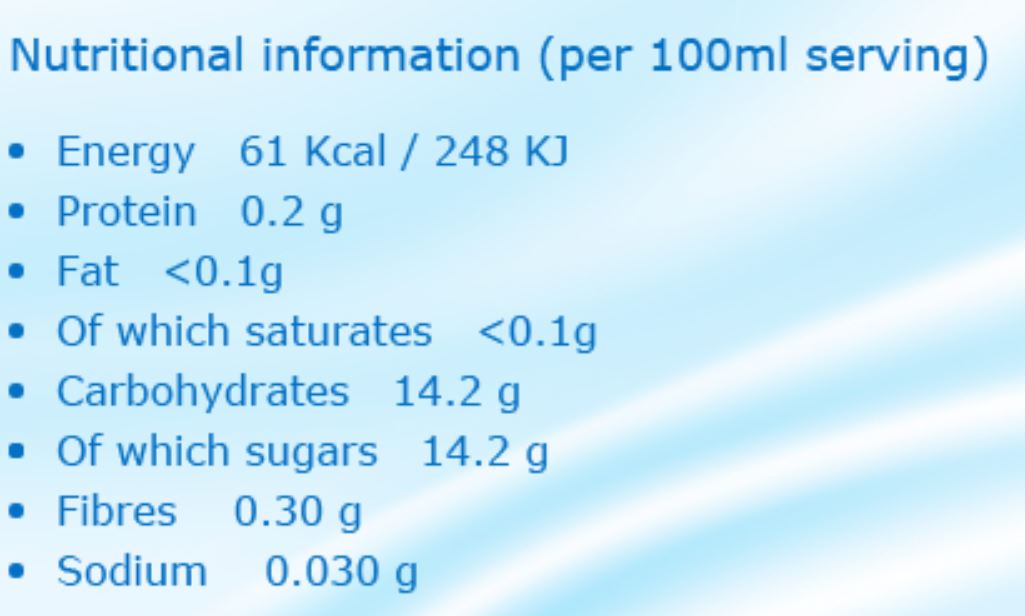 Nutritional information (per 100ml serving)
• Energy 61 Kcal / 248 KJ
• Protein 0.2 g
• Fat <0.1g
• Of which saturates <0.1g
• Carbohydrates 14.2 g
• Of which sugars 14.2 g
• Fibres 0.30 g
• Sodium 0.030 g